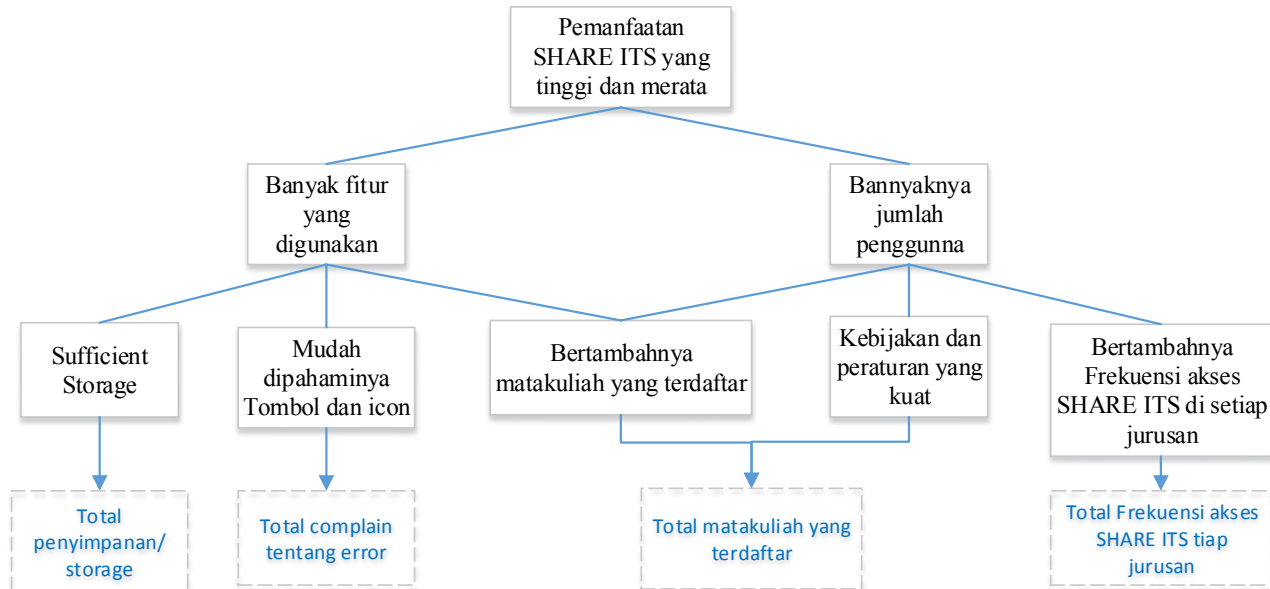 Pemanfaatan
SHARE ITS yang
tinggi dan merata
Banyak fitur
yang
digunakan
Bannyaknya
jumlah
penggunna
Sufficient
Storage
Mudah
dipahaminya
Tombol dan icon
Bertambahnya
matakuliah yang terdaftar
Kebijakan dan
peraturan yang
kuat
Bertambahnya
Frekuensi akses
SHARE ITS di setiap
jurusan
Total
penyimpanan/
storage
Total complain
tentang error
Total matakuliah yang
terdaftar
Total Frekuensi akses
SHARE ITS tiap
jurusan